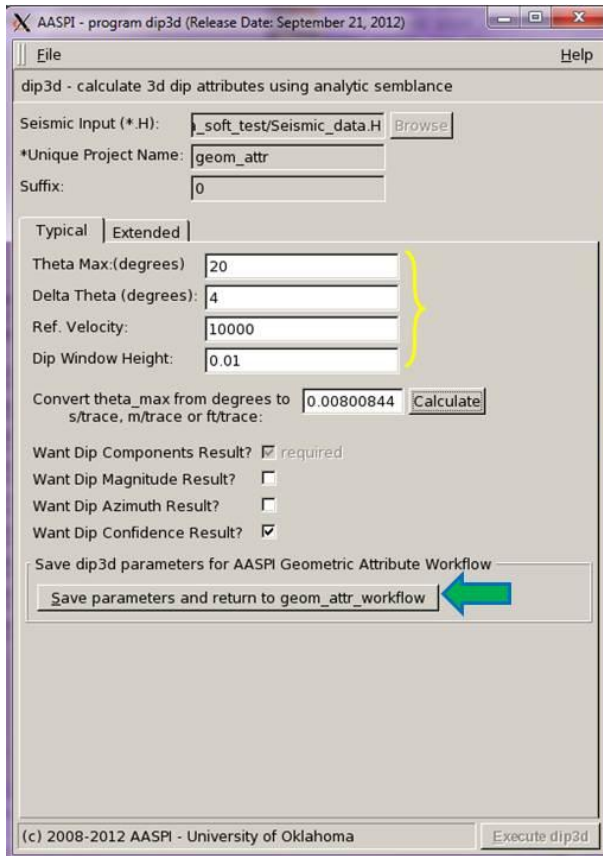 AASPI - program dip3d (Release Date: September 21, 2012)
File Help
dip3d - calculate 3d dip attributes using analytic semblance
Seismic Input (*.H): _soft_test/Seismic_data.H Browse
*Unique Project Name: geom_attr
Suffix: 0
Typical Extended
Theta Max:(degrees) 20
Delta Theta (degrees): 4
Ref. Velocity: 10000
Dip Window Height: 0.01
Convert theta_max from degrees to 0.00800844 Calculate
s/trace, m/trace or ft/trace:
Want Dip Components Result? required
Want Dip Magnitude Result?
Want Dip Azimuth Result?
Want Dip Confidence Result?
Save dip3d parameters for AASPI Geometric Attribute Workflow
Save parameters and return to geom_attr_workflow
(c) 2008-2012 AASPI - University of Oklahoma Execute dip3d